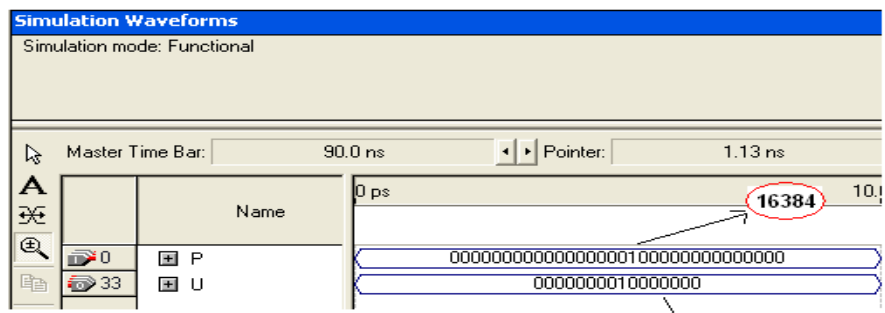 Simulation Waveforms
Simulation mode: Functional
Master Time Bar: 90.0 ns Pointer: 1.13 ns
A
Name
0 ps
16384
10.
0 P 00000000000000000100000000000000
33 U 0000000010000000